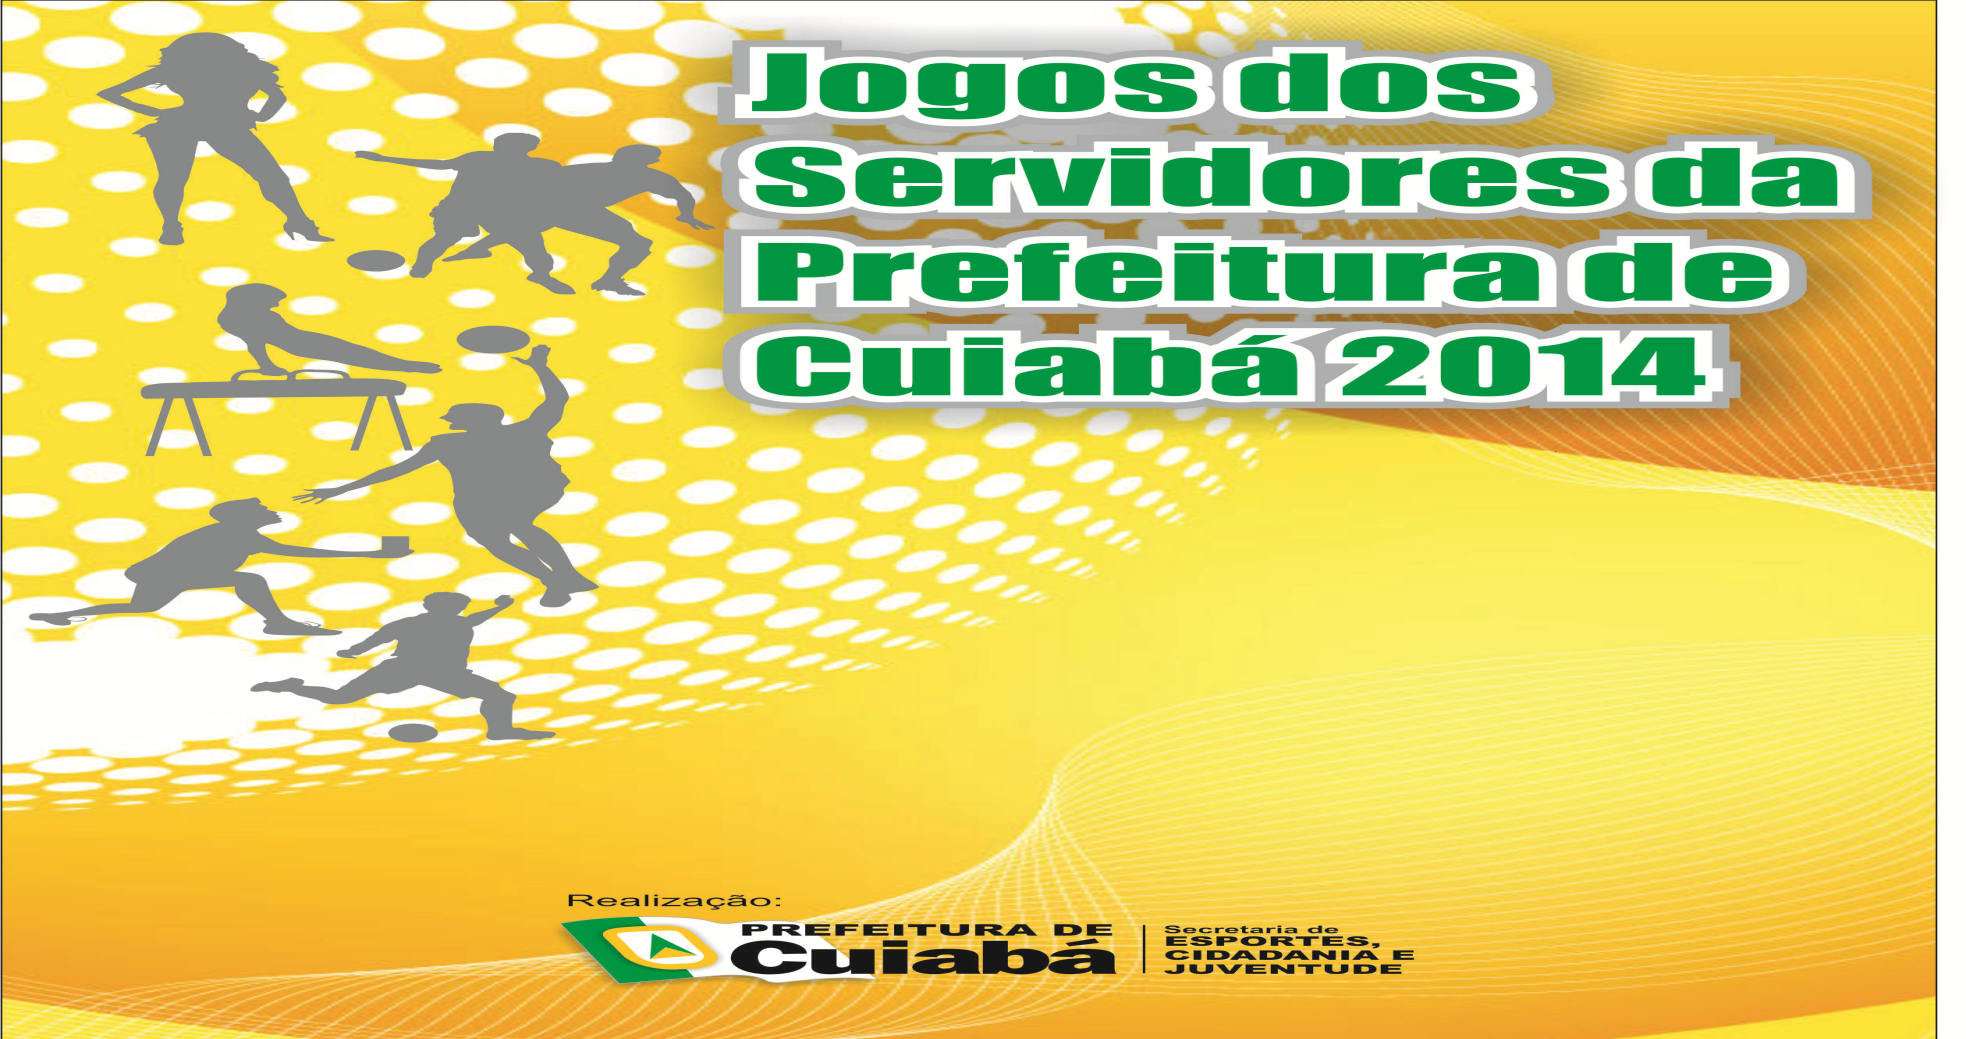 Jogos dos
Servidores da
Prefeitura de
Cuiabá 2014
Realização:
PREFEITURA DE
Cuiabá
Secretaria de
ESPORTES,
CIDADANIA E
JUVENTUDE